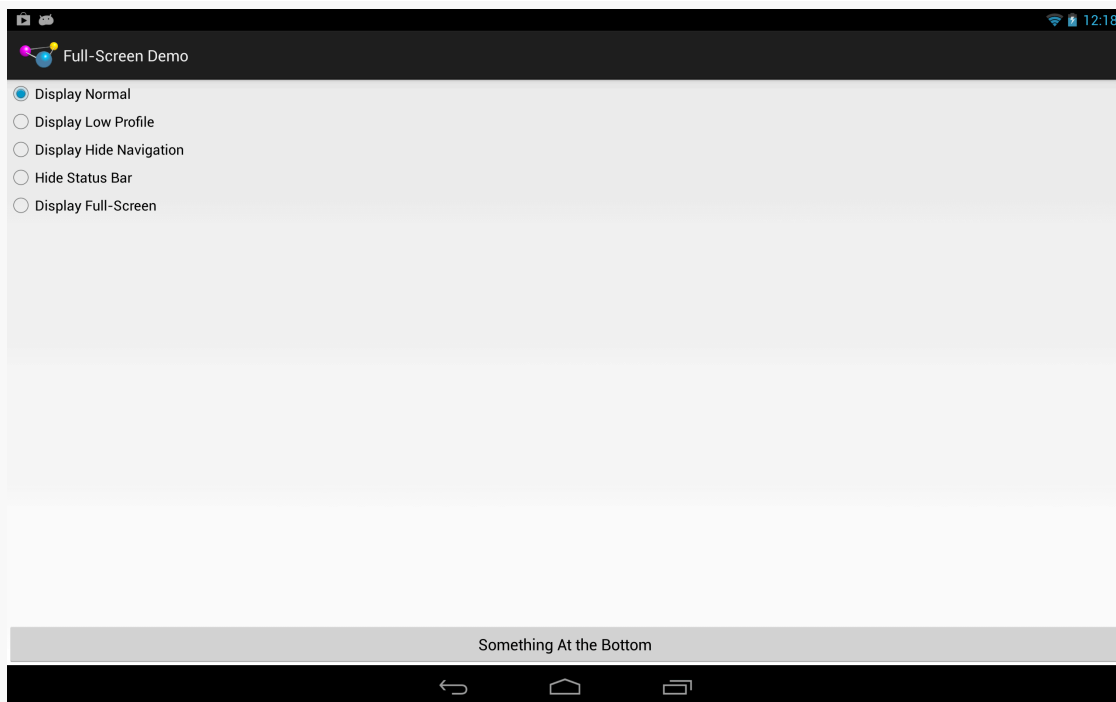 12:18
Full-Screen Demo
Display Normal
Display Low Profile
Display Hide Navigation
Hide Status Bar
Display Full-Screen
Something At the Bottom